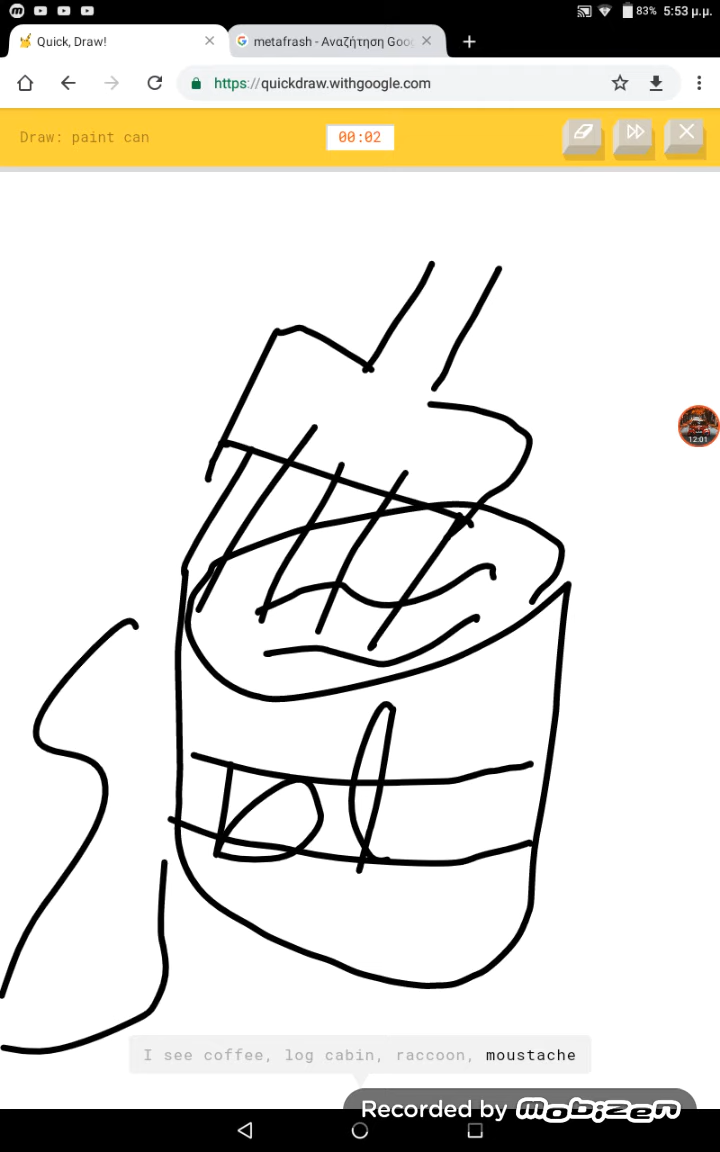 83% 5:53 μ.μ.
Quick, Draw!
metafrash - Αναζήτηση Goo
https://quickdraw.withgoogle.com
Draw: paint can
00:02
12:01
I see coffee, log cabin, raccoon, moustache
Recorded by mobizen